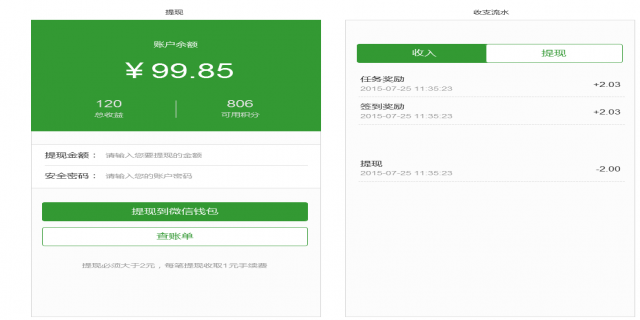 提现
账户余额
￥99.85
120
806
总收益
可用积分
提现金额： 请输入您要提现的金额
安全密码： 请输入您的账户密码
提现到微信钱包
查账单
提现必须大于2元，每笔提现收取1元手续费
收支流水
收入 提现
任务奖励
2015-07-25 11:35:23
+2.03
签到奖励
2015-07-25 11:35:23
+2.03
提现
2015-07-25 11:35:23
-2.00